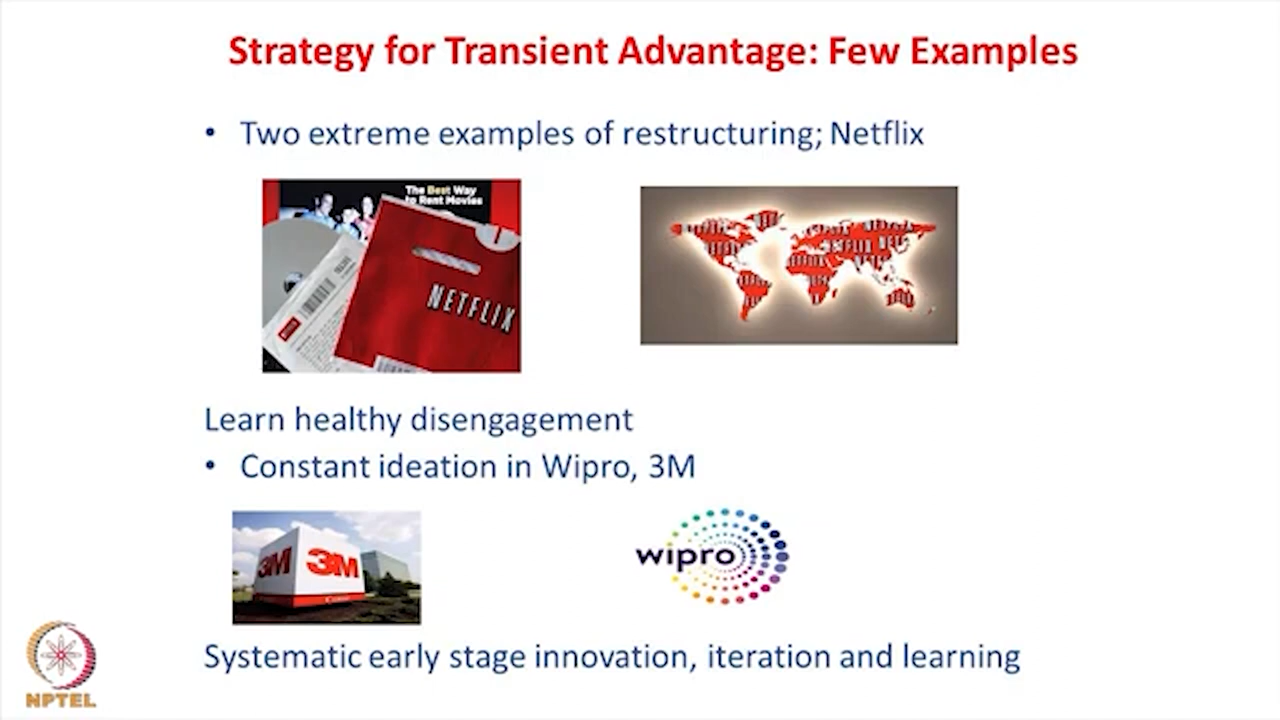 Strategy for Transient Advantage: Few Examples
• Two extreme examples of restructuring; Netflix
The Best Way
to Rent Movies
NETFLIX
NETFLIX
Learn healthy disengagement
• Constant ideation in Wipro, 3M
3M 3M
wipro
Systematic early stage innovation, iteration and learning
NPTEL